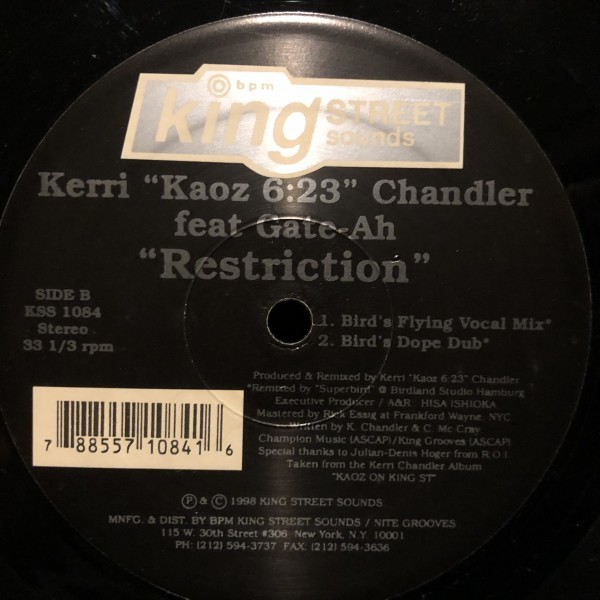 bpm
king STREET
sounds
Kerri "Kaoz 6:23" Chandler
feat Gate-Ah
"Restriction"
SIDE B
KSS 1084
Stereo
33 1/3 rpm
1. Bird's Flying Vocal Mix*
2. Bird's Dope Dub*
Produced & Remixed by Kerri "Kaoz 6:23" Chandler
*Remixed by "Superbird" @ Birdland Studio Hamburg
Executive Producer / A&R HISA ISHIOKA
Mastered by Rick Essig at Frankford Wayne, NYC
Written by K. Chandler & C. Mc Cray
Champion Music (ASCAP)/King Grooves (ASCAP)
Special thanks to Julian-Denis Hoger from R.O.I.
Taken from the Kerri Chandler Album
"KAOZ ON KING ST"
7 88557 10841 6
Ⓟ & © 1998 KING STREET SOUNDS
MNFG. & DIST. BY BPM KING STREET SOUNDS / NITE GROOVES
115 W. 30th Street #306 New York, N.Y. 10001
PH: (212) 594-3737 FAX: (212) 594-3636